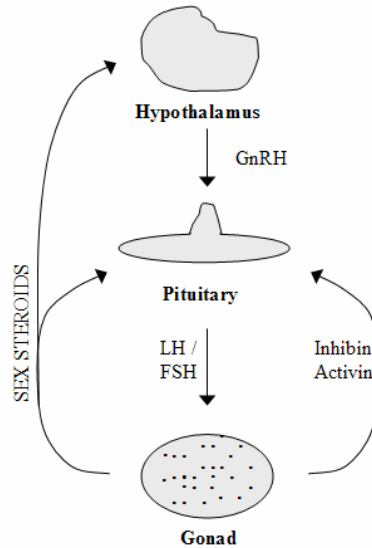 Hypothalamus
GnRH
Pituitary
SEX STEROIDS
LH /
FSH
Inhibin
Activin
Gonad